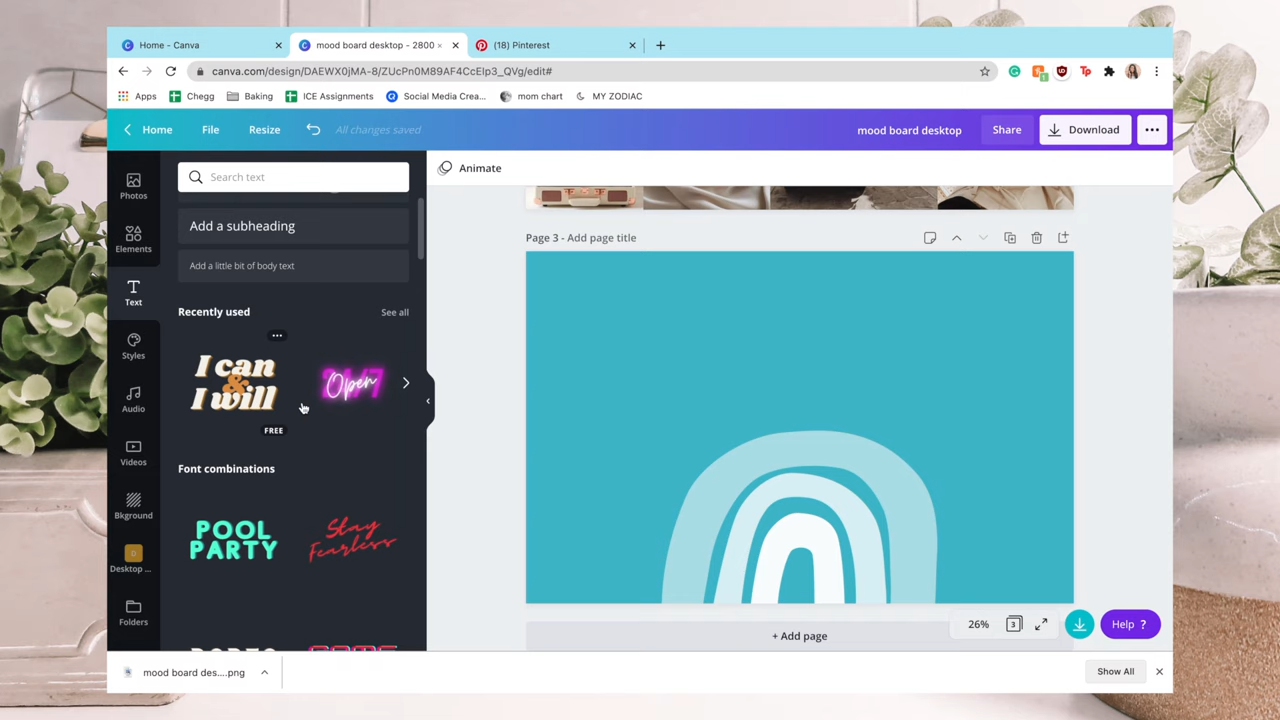 Home - Canva
mood board desktop - 2800 ×
(18) Pinterest
canva.com/design/DAEWXIjMA-8/ZUcPn0M89AF4CcEIp3_QVg/edit#
Apps
Chegg
Baking
ICE Assignments
Social Media Crea...
mom chart
MY ZODIAC
Home
File
Resize
All changes saved
mood board desktop
Share
Download
Photos
Elements
Text
Styles
Audio
Videos
Bkground
D
Desktop ...
Folders
Search text
Add a subheading
Add a little bit of body text
Recently used
See all
I can
&
I will
FREE
24/7
Open
Font combinations
POOL
PARTY
Stay
Fearless
Animate
Page 3 - Add page title
+ Add page
26%
3
Help ?
mood board des....png
Show All